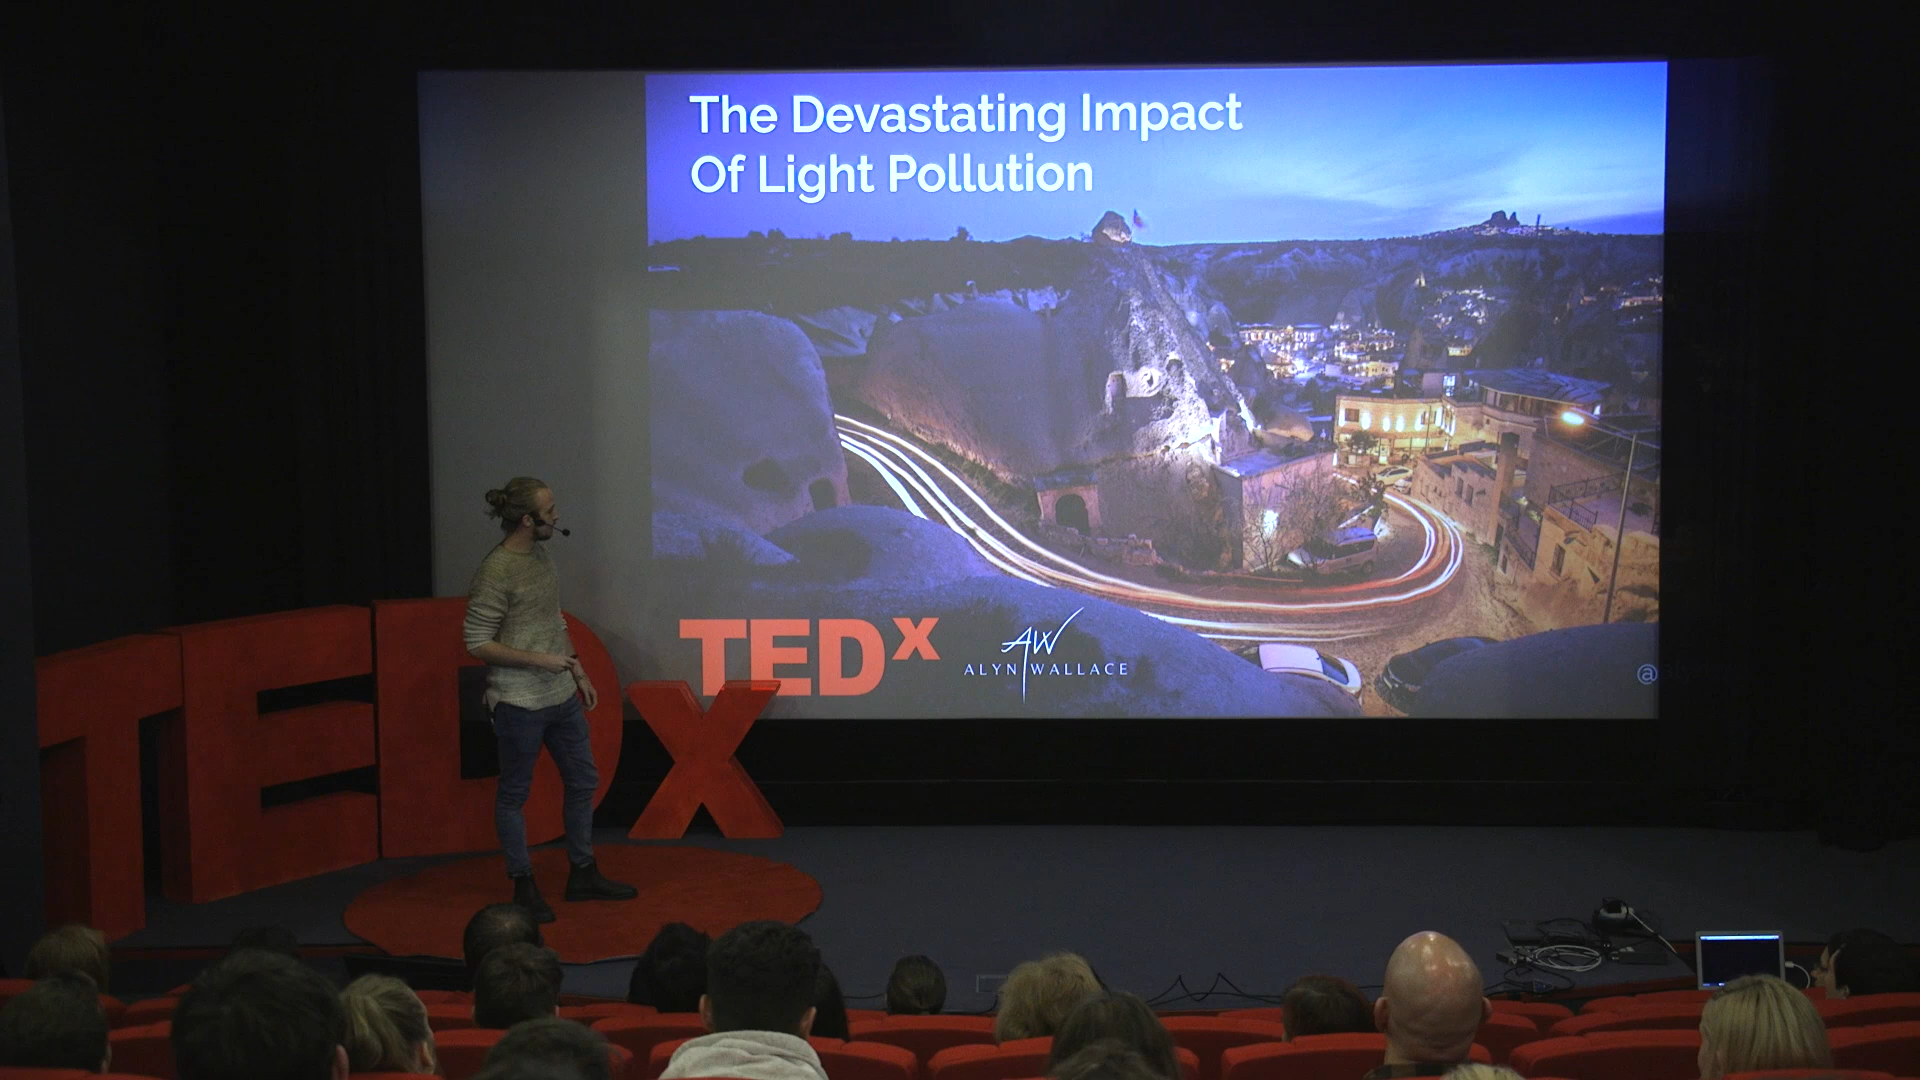 The Devastating Impact
Of Light Pollution
TEDx
AW
ALYN WALLACE
@
TEDx